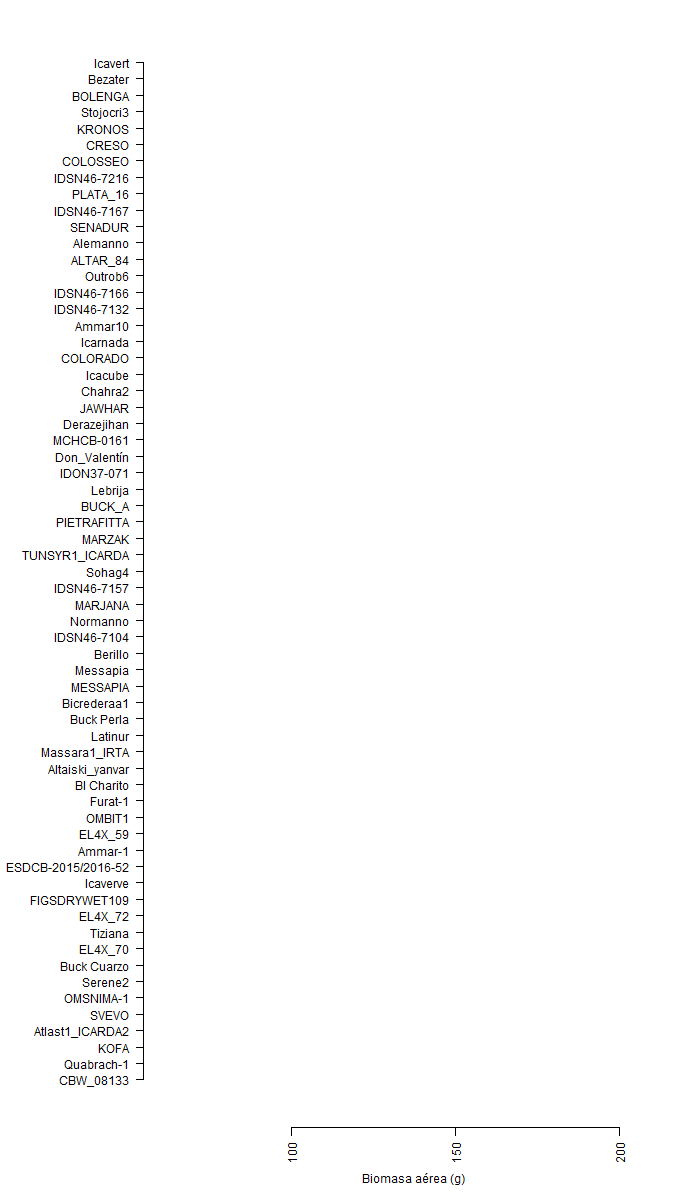 Icavert
Bezater
BOLENGA
Stojocri3
KRONOS
CRESO
COLOSSEO
IDSN46-7216
PLATA_16
IDSN46-7167
SENADUR
Alemanno
ALTAR_84
Outrob6
IDSN46-7166
IDSN46-7132
Ammar10
Icarnada
COLORADO
Icacube
Chahra2
JAWHAR
Derazejihan
MCHCB-0161
Don_Valentín
IDON37-071
Lebrija
BUCK_A
PIETRAFITTA
MARZAK
TUNSYR1_ICARDA
Sohag4
IDSN46-7157
MARJANA
Normanno
IDSN46-7104
Berillo
Messapia
MESSAPIA
Bicrederaa1
Buck Perla
Latinur
Massara1_IRTA
Altaiski_yanvar
BI Charito
Furat-1
OMBIT1
EL4X_59
Ammar-1
ESDCB-2015/2016-52
Icaverve
FIGSDRYWET109
EL4X_72
Tiziana
EL4X_70
Buck Cuarzo
Serene2
OMSNIMA-1
SVEVO
Atlast1_ICARDA2
KOFA
Quabrach-1
CBW_08133
100
150
200
Biomasa aérea (g)